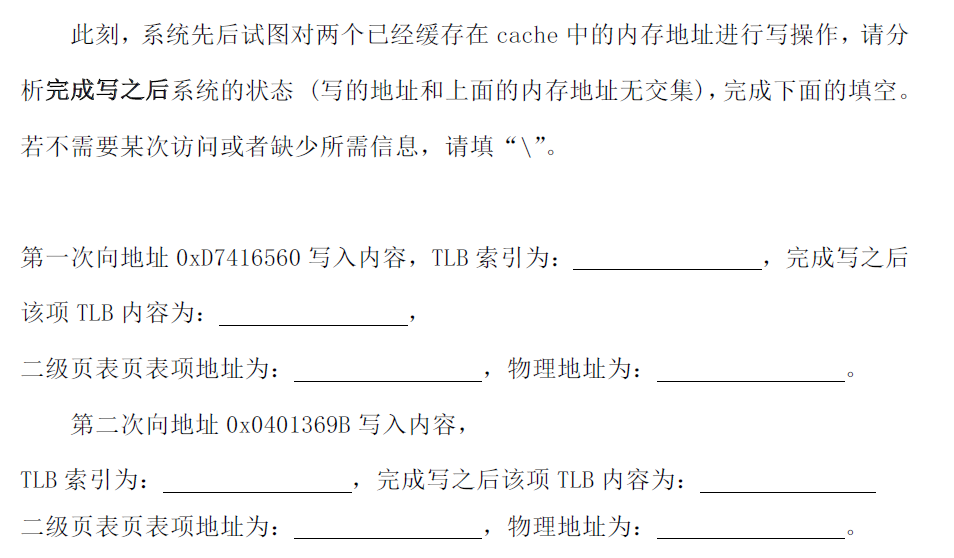 此刻，系统先后试图对两个已经缓存在 cache 中的内存地址进行写操作，请分
析完成写之后系统的状态 (写的地址和上面的内存地址无交集)，完成下面的填空。
若不需要某次访问或者缺少所需信息，请填“\”。
第一次向地址 0xD7416560 写入内容，TLB 索引为：______________，完成写之后
该项 TLB 内容为：______________，
二级页表页表项地址为：______________，物理地址为：______________。
第二次向地址 0x0401369B 写入内容，
TLB 索引为：______________，完成写之后该项 TLB 内容为：______________
二级页表页表项地址为：______________，物理地址为：______________。